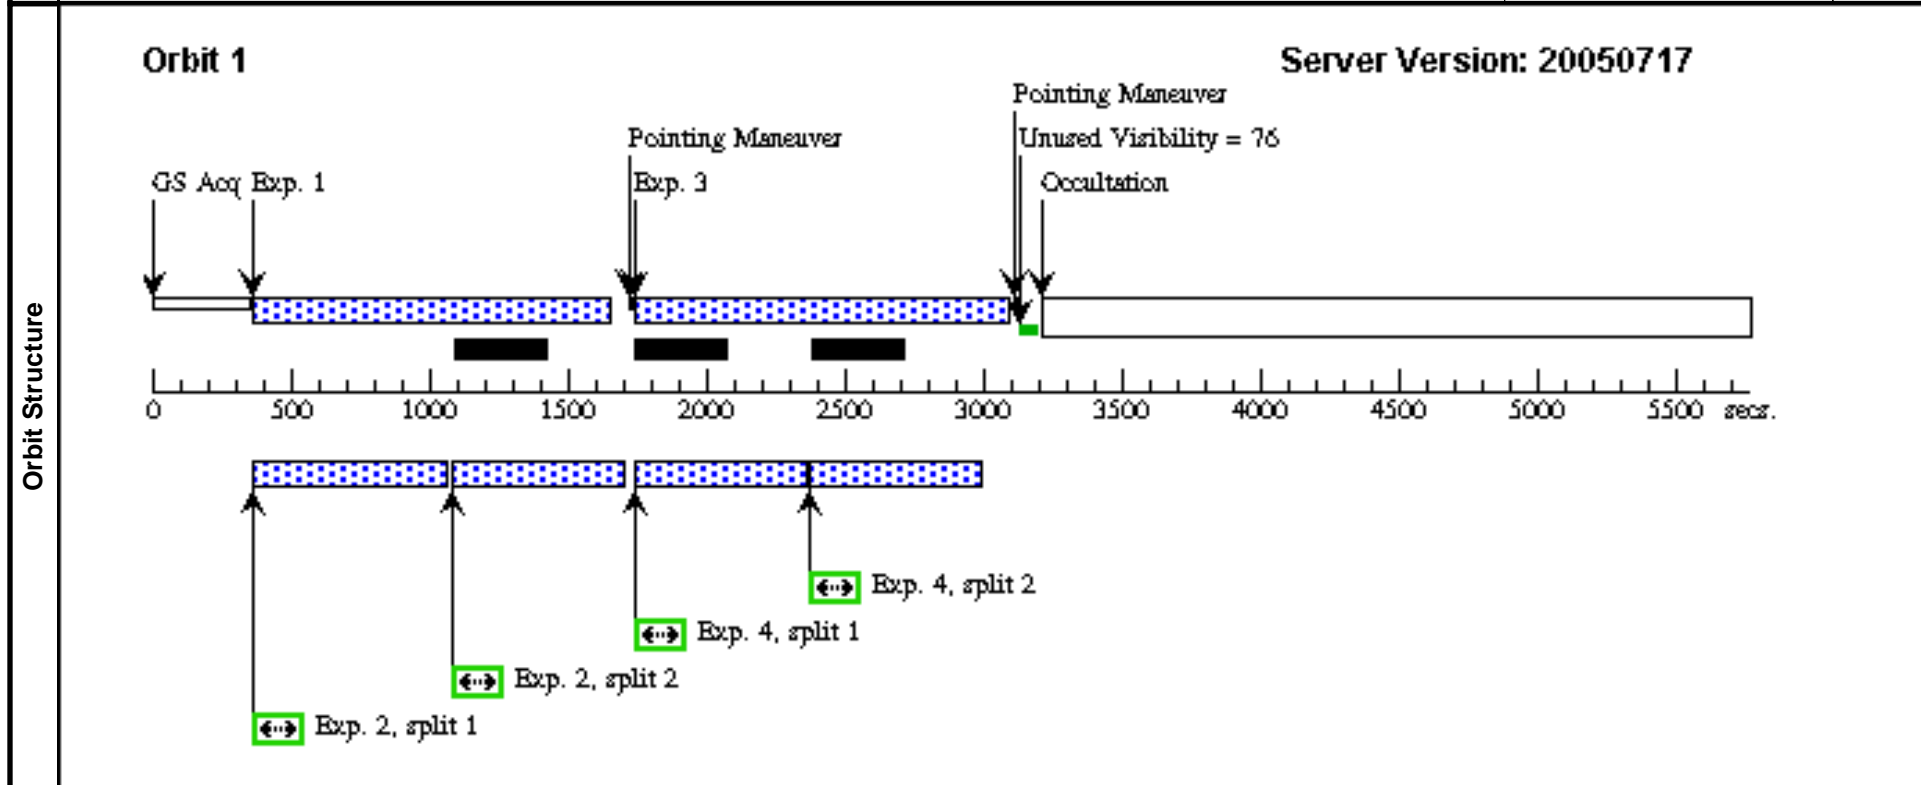 Orbit Structure
Orbit 1
Server Version: 20050717
Pointing Maneuver
Pointing Maneuver
Unused Visibility = 76
GS Acq
Exp. 1
Exp. 3
Occultation
0 500 1000 1500 2000 2500 3000 3500 4000 4500 5000 5500 secs.
Exp. 4, split 2
Exp. 4, split 1
Exp. 2, split 2
Exp. 2, split 1